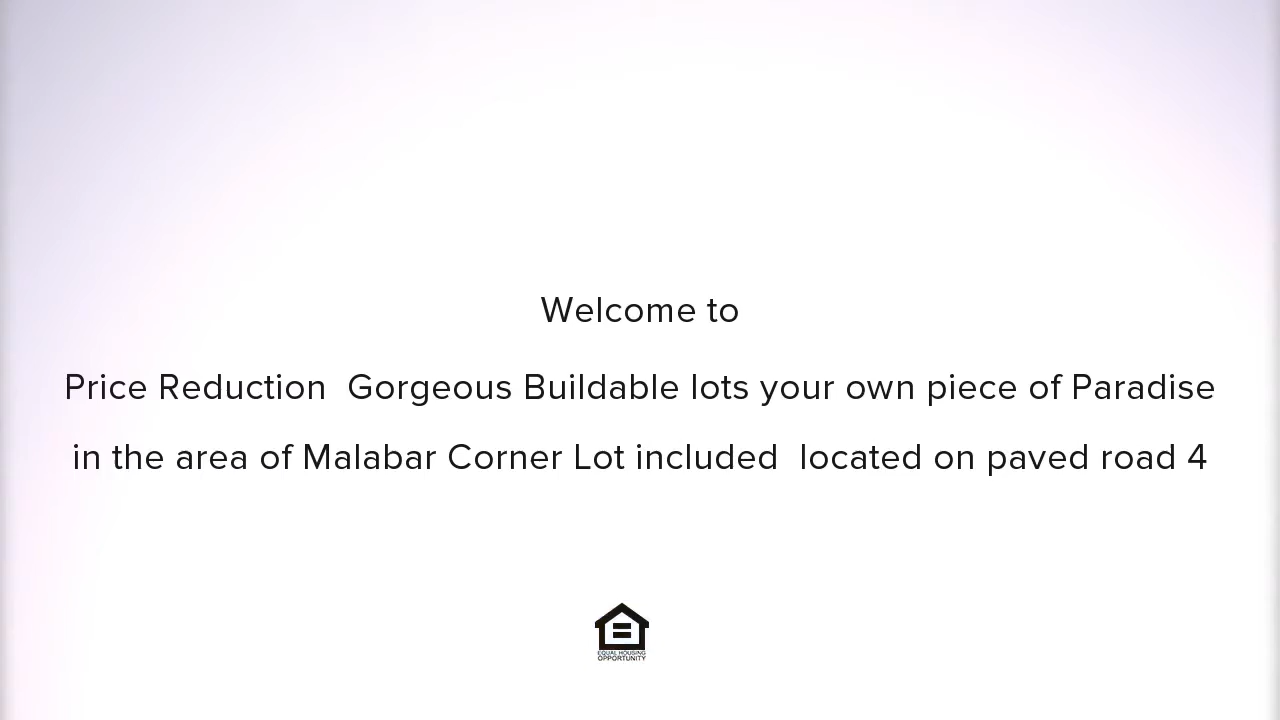 Welcome to
Price Reduction  Gorgeous Buildable lots your own piece of Paradise
in the area of Malabar Corner Lot included  located on paved road 4
EQUAL HOUSING
OPPORTUNITY